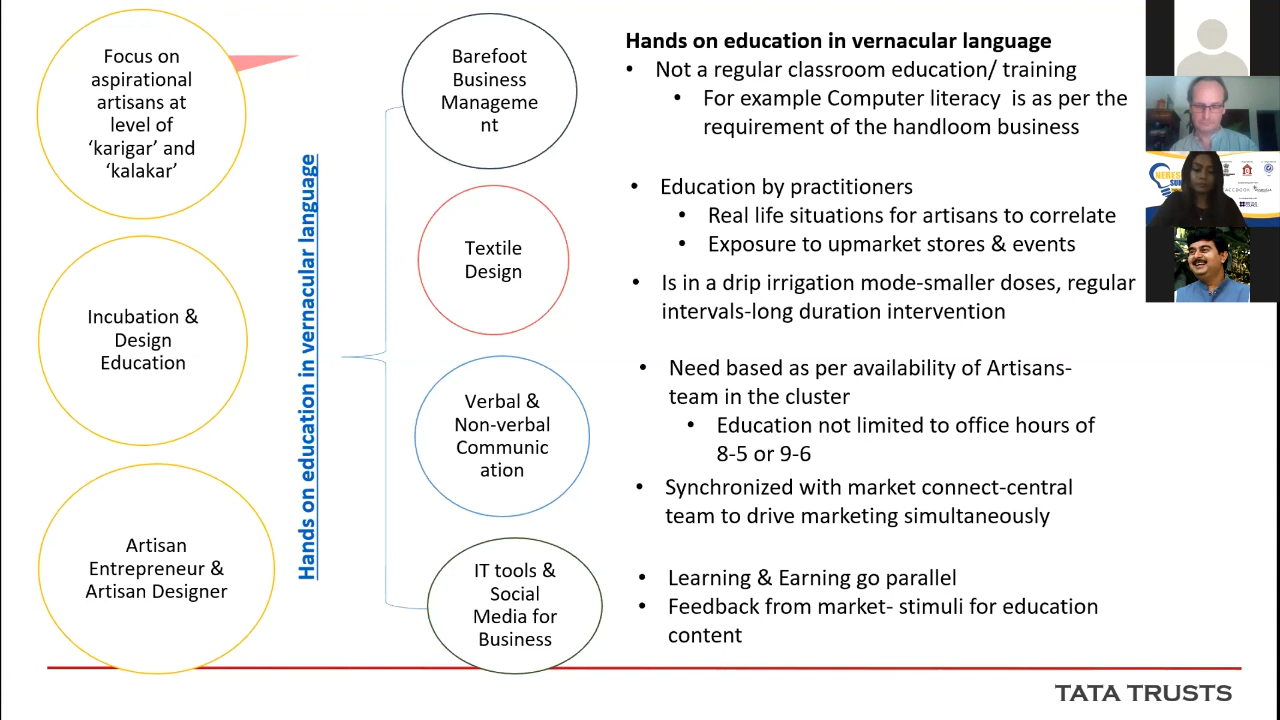 Focus on
aspirational
artisans at
level of
‘karigar’ and
‘kalakar’
Incubation &
Design
Education
Artisan
Entrepreneur &
Artisan Designer
Hands on education in vernacular language
Barefoot
Business
Manageme
nt
Textile
Design
Verbal &
Non-verbal
Communic
ation
IT tools &
Social
Media for
Business
Hands on education in vernacular language
• Not a regular classroom education/ training
• For example Computer literacy is as per the
requirement of the handloom business
• Education by practitioners
• Real life situations for artisans to correlate
• Exposure to upmarket stores & events
• Is in a drip irrigation mode-smaller doses, regular
intervals-long duration intervention
• Need based as per availability of Artisans-
team in the cluster
• Education not limited to office hours of
8-5 or 9-6
• Synchronized with market connect-central
team to drive marketing simultaneously
• Learning & Earning go parallel
• Feedback from market- stimuli for education
content
TATA TRUSTS